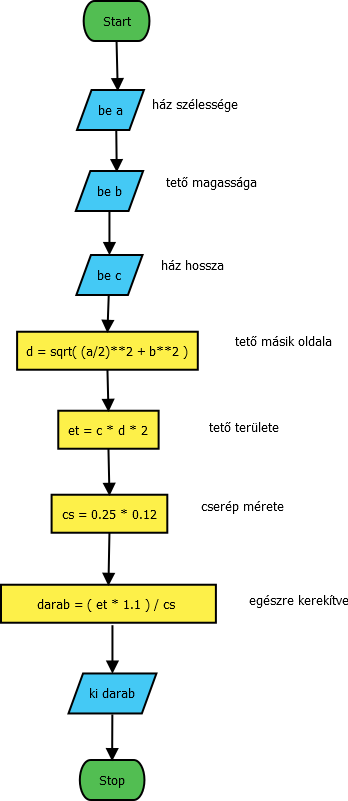 Start
be a
ház szélessége
be b
tető magassága
be c
ház hossza
d = sqrt( (a/2)**2 + b**2 )
tető másik oldala
et = c * d * 2
tető területe
cs = 0.25 * 0.12
cserép mérete
darab = ( et * 1.1 ) / cs
egészre kerekítve
ki darab
Stop